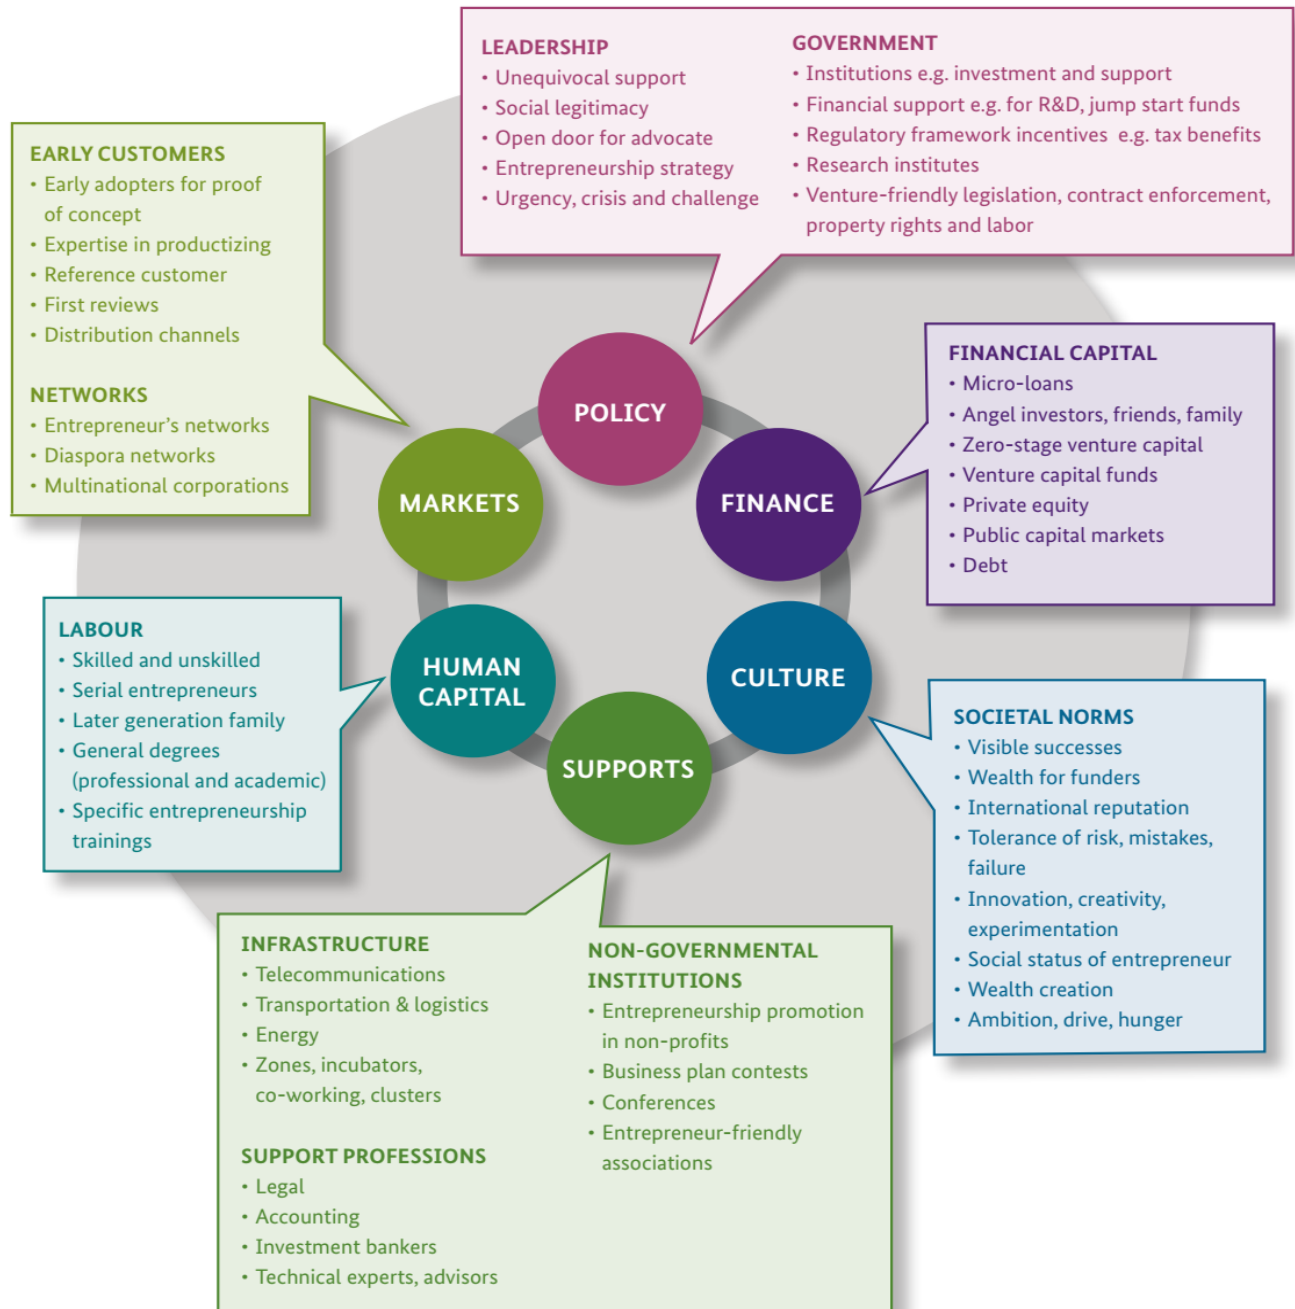 LEADERSHIP
• Unequivocal support
• Social legitimacy
• Open door for advocate
• Entrepreneurship strategy
• Urgency, crisis and challenge
GOVERNMENT
• Institutions e.g. investment and support
• Financial support e.g. for R&D, jump start funds
• Regulatory framework incentives e.g. tax benefits
• Research institutes
• Venture-friendly legislation, contract enforcement,
property rights and labor
EARLY CUSTOMERS
• Early adopters for proof
of concept
• Expertise in productizing
• Reference customer
• First reviews
• Distribution channels
NETWORKS
• Entrepreneur’s networks
• Diaspora networks
• Multinational corporations
FINANCIAL CAPITAL
• Micro-loans
• Angel investors, friends, family
• Zero-stage venture capital
• Venture capital funds
• Private equity
• Public capital markets
• Debt
POLICY
MARKETS
FINANCE
HUMAN
CAPITAL
CULTURE
SUPPORTS
LABOUR
• Skilled and unskilled
• Serial entrepreneurs
• Later generation family
• General degrees
(professional and academic)
• Specific entrepreneurship
trainings
SOCIETAL NORMS
• Visible successes
• Wealth for funders
• International reputation
• Tolerance of risk, mistakes,
failure
• Innovation, creativity,
experimentation
• Social status of entrepreneur
• Wealth creation
• Ambition, drive, hunger
INFRASTRUCTURE
• Telecommunications
• Transportation & logistics
• Energy
• Zones, incubators,
co-working, clusters
SUPPORT PROFESSIONS
• Legal
• Accounting
• Investment bankers
• Technical experts, advisors
NON-GOVERNMENTAL
INSTITUTIONS
• Entrepreneurship promotion
in non-profits
• Business plan contests
• Conferences
• Entrepreneur-friendly
associations